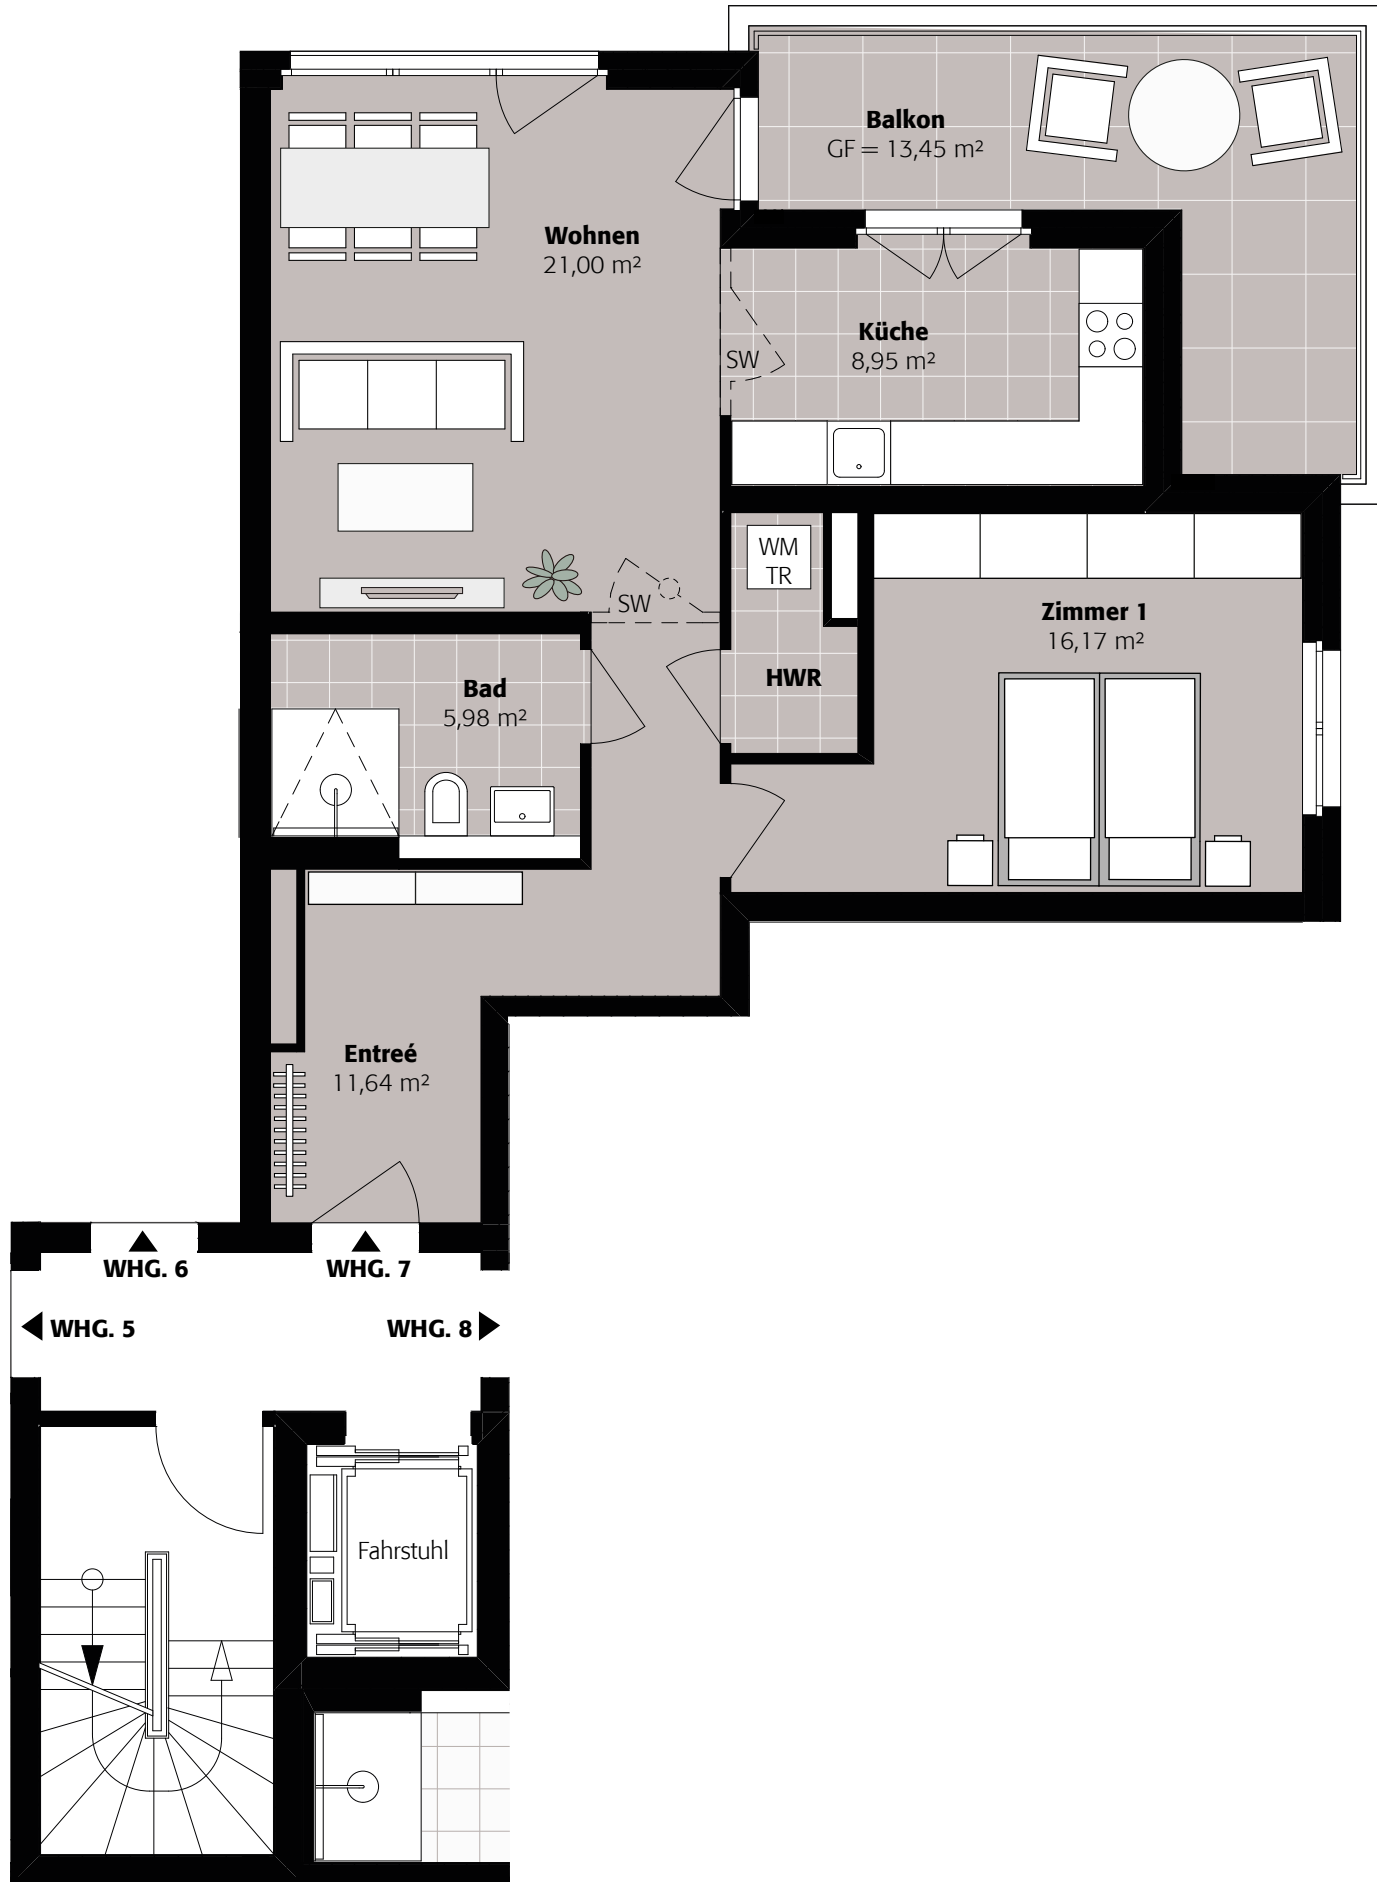 Balkon
GF = 13,45 m²
Wohnen
21,00 m²
Küche
8,95 m²
SW
WM
TR
SW
Zimmer 1
16,17 m²
HWR
Bad
5,98 m²
Entreé
11,64 m²
WHG. 6
WHG. 7
WHG. 5
WHG. 8
Fahrstuhl